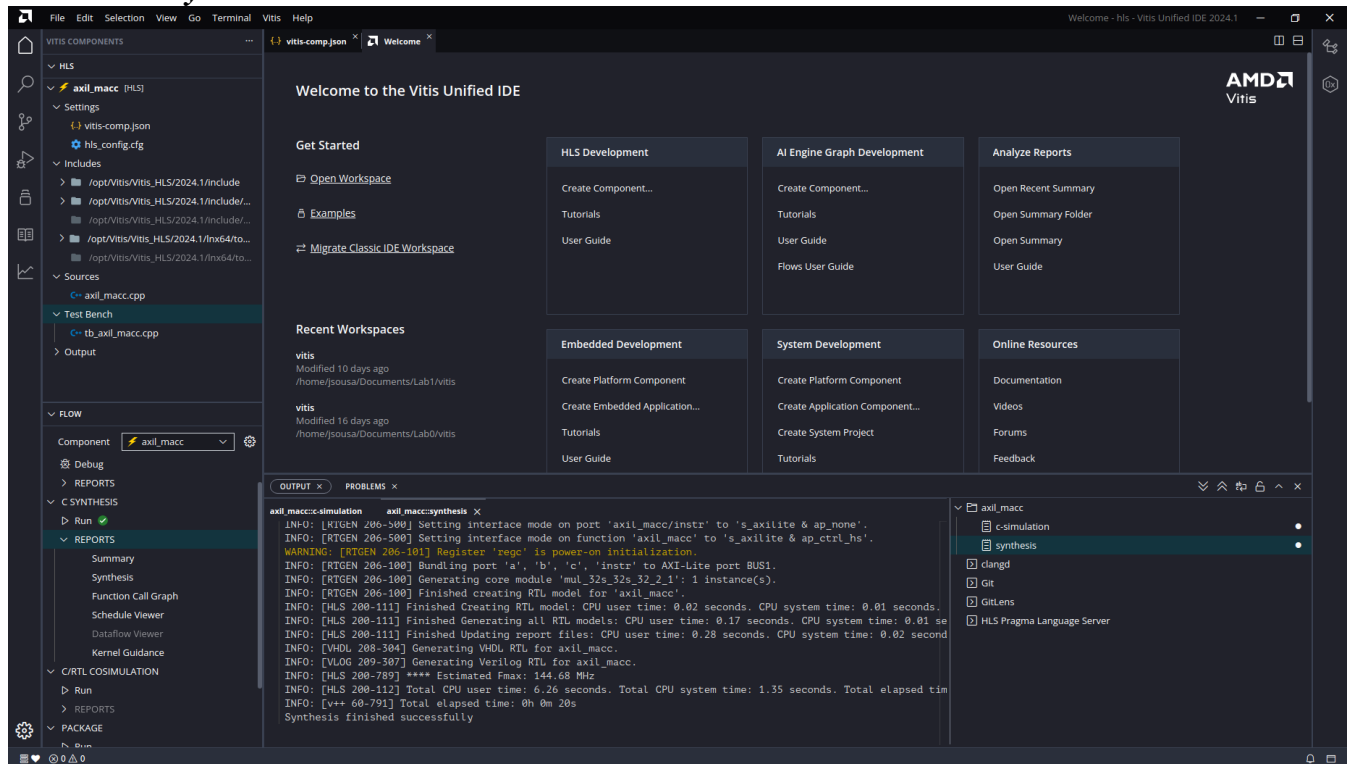 File Edit Selection View Go Terminal Vitis Help
Welcome - hls - Vitis Unified IDE 2024.1
VITIS COMPONENTS
HLS
axil_macc [HLS]
Settings
{..} vitis-comp.json
hls_config.cfg
Includes
/opt/Vitis/Vitis_HLS/2024.1/include
/opt/Vitis/Vitis_HLS/2024.1/include/...
/opt/Vitis/Vitis_HLS/2024.1/include/...
/opt/Vitis/Vitis_HLS/2024.1/lnx64/to...
/opt/Vitis/Vitis_HLS/2024.1/lnx64/to...
Sources
C++ axil_macc.cpp
Test Bench
C++ tb_axil_macc.cpp
Output
FLOW
Component axil_macc
Debug
REPORTS
C SYNTHESIS
Run
REPORTS
Summary
Synthesis
Function Call Graph
Schedule Viewer
Dataflow Viewer
Kernel Guidance
C/RTL COSIMULATION
Run
REPORTS
PACKAGE
Run
0 0
{..} vitis-comp.json Welcome
Welcome to the Vitis Unified IDE
AMD
Vitis
Get Started
Open Workspace
Examples
Migrate Classic IDE Workspace
Recent Workspaces
vitis
Modified 10 days ago
/home/jsousa/Documents/Lab1/vitis
vitis
Modified 16 days ago
/home/jsousa/Documents/Lab0/vitis
HLS Development
Create Component...
Tutorials
User Guide
AI Engine Graph Development
Create Component...
Tutorials
User Guide
Flows User Guide
Analyze Reports
Open Recent Summary
Open Summary Folder
Open Summary
User Guide
Embedded Development
Create Platform Component
Create Embedded Application...
Tutorials
User Guide
System Development
Create Platform Component
Create Application Component...
Create System Project
Tutorials
Online Resources
Documentation
Videos
Forums
Feedback
OUTPUT PROBLEMS
axil_macc::c-simulation axil_macc::synthesis
INFO: [RTGEN 206-500] Setting interface mode on port 'axil_macc/instr' to 's_axilite & ap_none'.
INFO: [RTGEN 206-500] Setting interface mode on function 'axil_macc' to 's_axilite & ap_ctrl_hs'.
WARNING: [RTGEN 206-101] Register 'regc' is power-on initialization.
INFO: [RTGEN 206-100] Bundling port 'a', 'b', 'c', 'instr' to AXI-Lite port BUS1.
INFO: [RTGEN 206-100] Generating core module 'mul_32s_32s_32_2_1': 1 instance(s).
INFO: [RTGEN 206-100] Finished creating RTL model for 'axil_macc'.
INFO: [HLS 200-111] Finished Creating RTL model: CPU user time: 0.02 seconds. CPU system time: 0.01 seconds.
INFO: [HLS 200-111] Finished Generating all RTL models: CPU user time: 0.17 seconds. CPU system time: 0.01 se
INFO: [HLS 200-111] Finished Updating report files: CPU user time: 0.28 seconds. CPU system time: 0.02 second
INFO: [VHDL 208-304] Generating VHDL RTL for axil_macc.
INFO: [VLOG 209-307] Generating Verilog RTL for axil_macc.
INFO: [HLS 200-789] **** Estimated Fmax: 144.68 MHz
INFO: [HLS 200-112] Total CPU user time: 6.26 seconds. Total CPU system time: 1.35 seconds. Total elapsed tim
INFO: [v++ 60-791] Total elapsed time: 0h 0m 20s
Synthesis finished successfully
axil_macc
c-simulation
synthesis
clangd
Git
GitLens
HLS Pragma Language Server